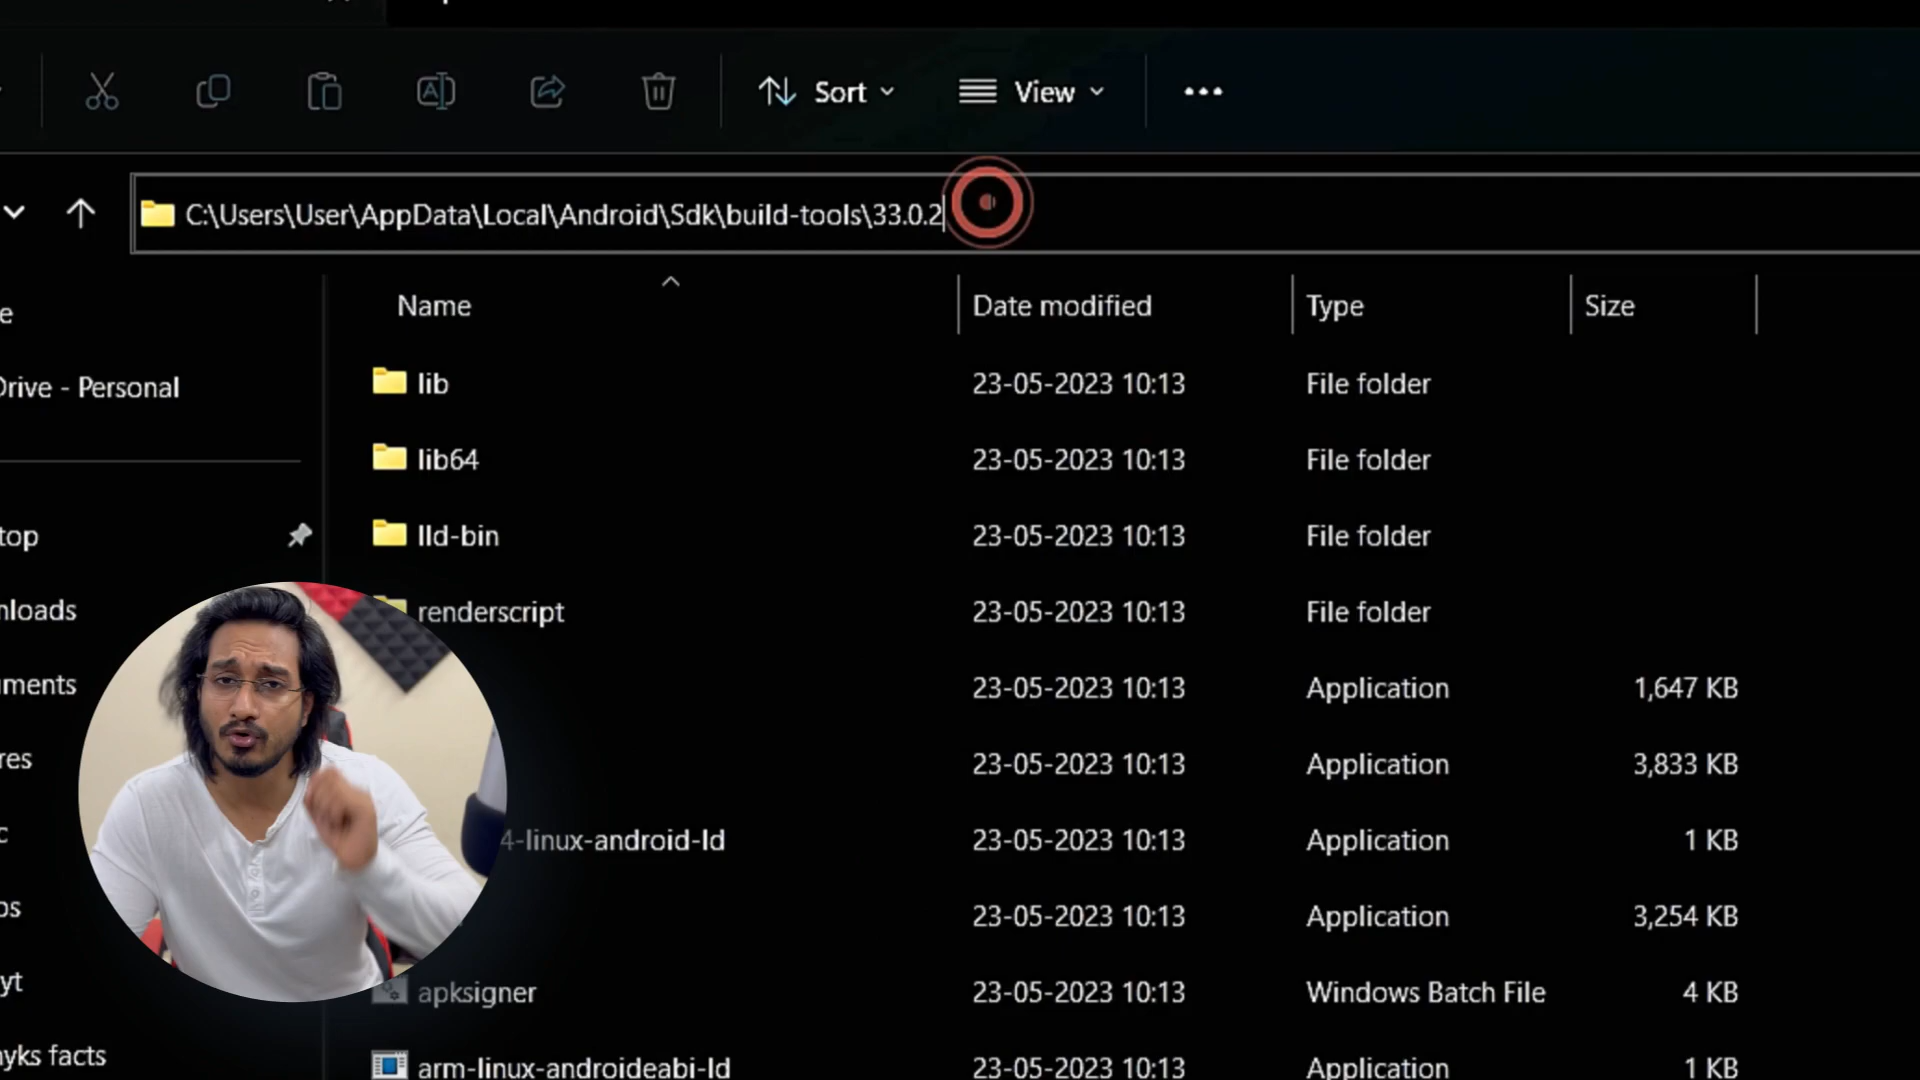 Sort
View
C:\Users\User\AppData\Local\Android\Sdk\build-tools\33.0.2
Name Date modified Type Size
e
Drive - Personal
top
nloads
uments
res
c
os
yt
yks facts
lib 23-05-2023 10:13 File folder
lib64 23-05-2023 10:13 File folder
lld-bin 23-05-2023 10:13 File folder
renderscript 23-05-2023 10:13 File folder
23-05-2023 10:13 Application 1,647 KB
23-05-2023 10:13 Application 3,833 KB
4-linux-android-ld 23-05-2023 10:13 Application 1 KB
23-05-2023 10:13 Application 3,254 KB
apksigner 23-05-2023 10:13 Windows Batch File 4 KB
arm-linux-androideabi-ld 23-05-2023 10:13 Application 1 KB